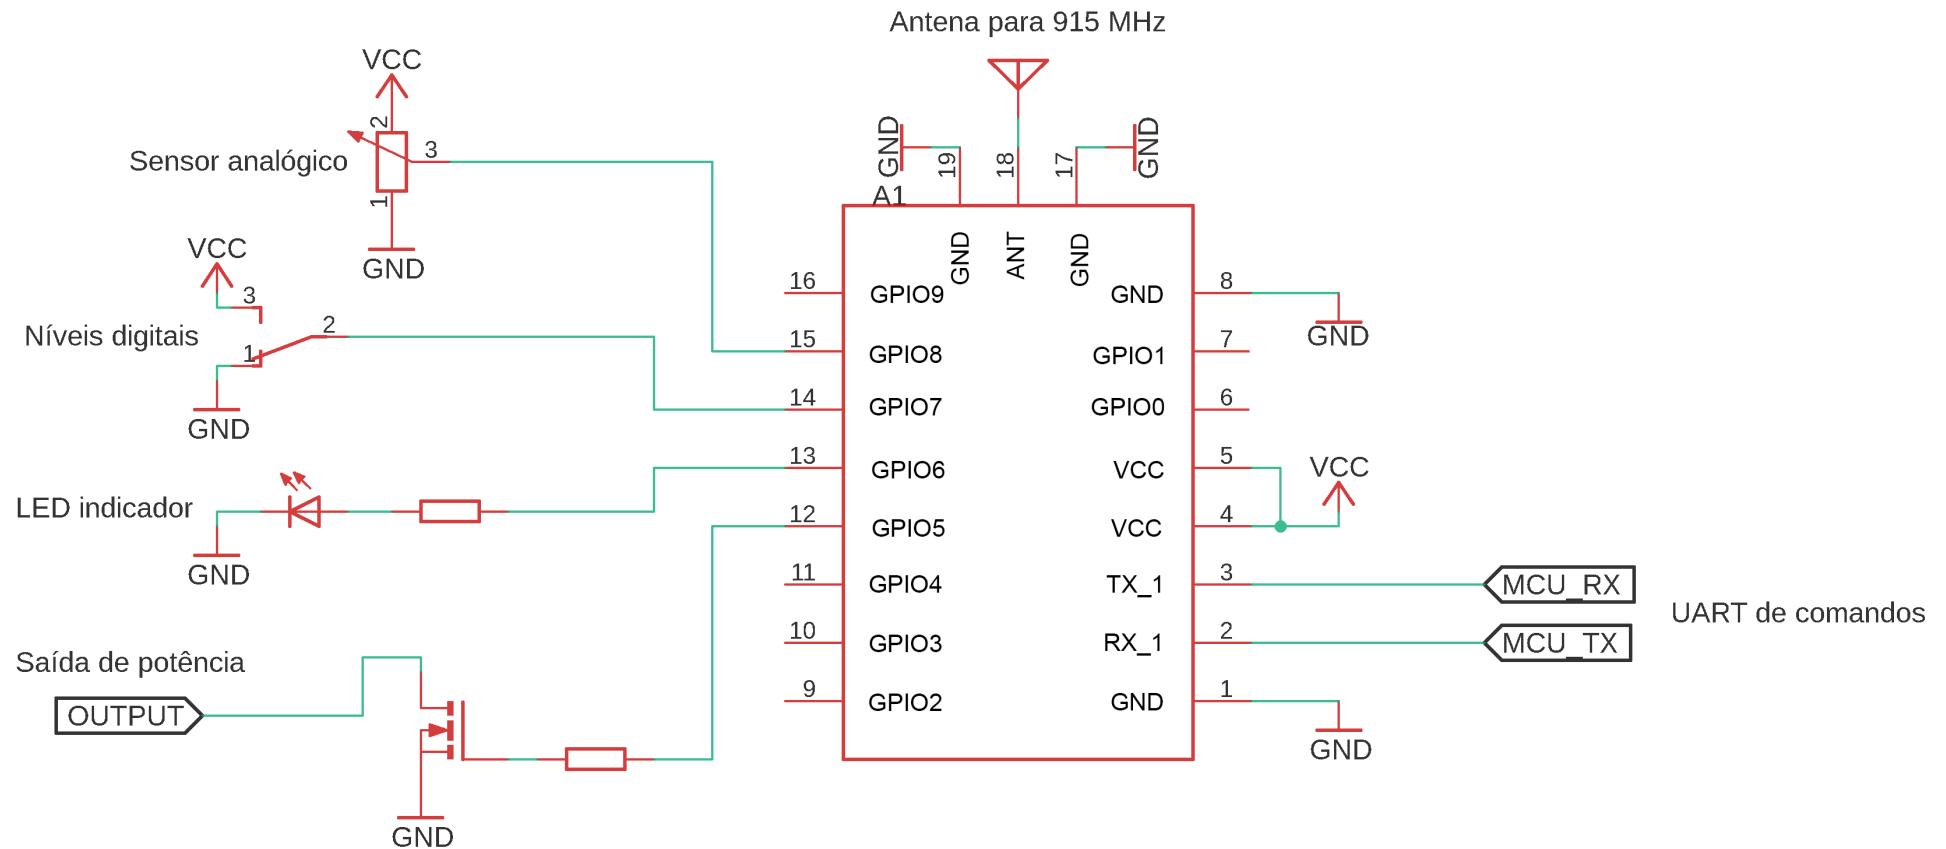 Antena para 915 MHz
VCC
2
3
Sensor analógico
1
GND
VCC
3
Níveis digitais
2
1
GND
LED indicador
GND
Saída de potência
OUTPUT
GND
A1
GND
19
18
17
GND
GND
ANT
GND
16
GPIO9
15
GPIO8
14
GPIO7
13
GPIO6
12
GPIO5
11
GPIO4
10
GPIO3
9
GPIO2
GND
8
GND
GPIO1
7
GPIO0
6
VCC
5
VCC
VCC
4
TX_1
3
MCU_RX
UART de comandos
RX_1
2
MCU_TX
GND
1
GND